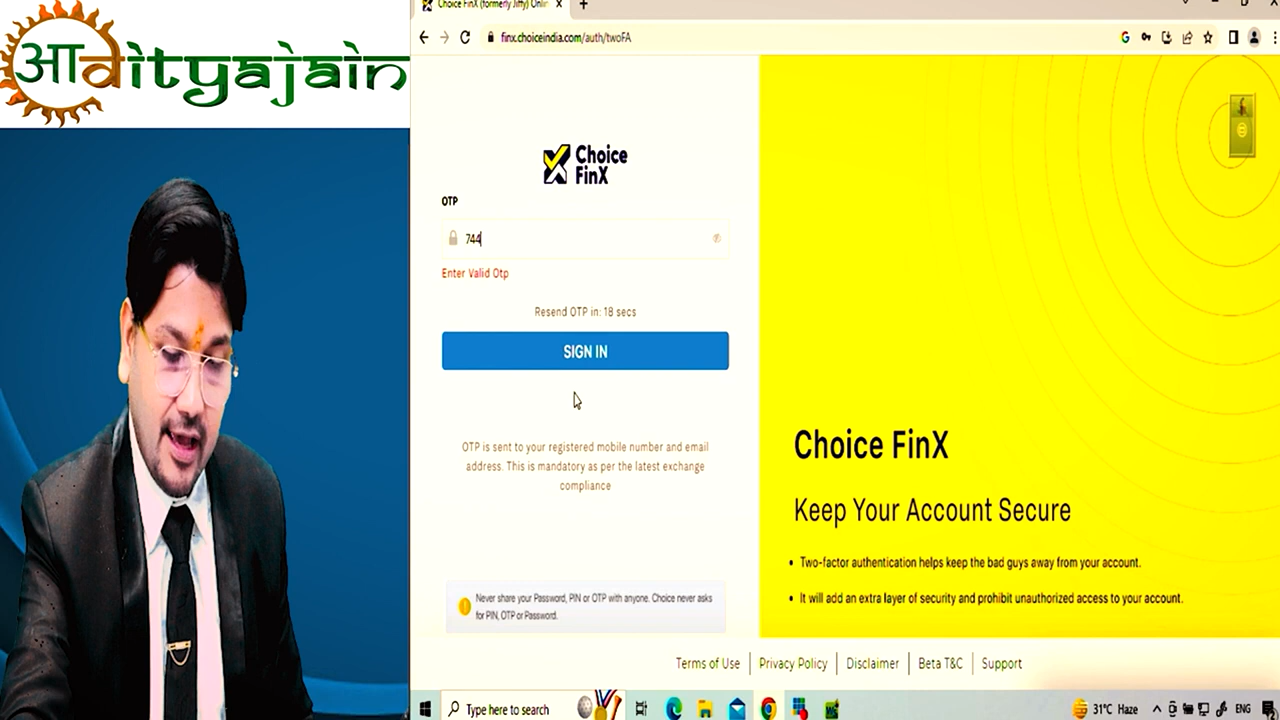 आdityajain
Choice FinX (formerly Jiffy) Onlin
finx.choiceindia.com/auth/twoFA
Choice
FinX
OTP
744
Enter Valid Otp
Resend OTP in: 18 secs
SIGN IN
OTP is sent to your registered mobile number and email
address. This is mandatory as per the latest exchange
compliance
Never share your Password, PIN or OTP with anyone. Choice never asks
for PIN, OTP or Password.
Choice FinX
Keep Your Account Secure
• Two-factor authentication helps keep the bad guys away from your account.
• It will add an extra layer of security and prohibit unauthorized access to your account.
Terms of Use | Privacy Policy | Disclaimer | Beta T&C | Support
Type here to search
31°C Haze
ENG